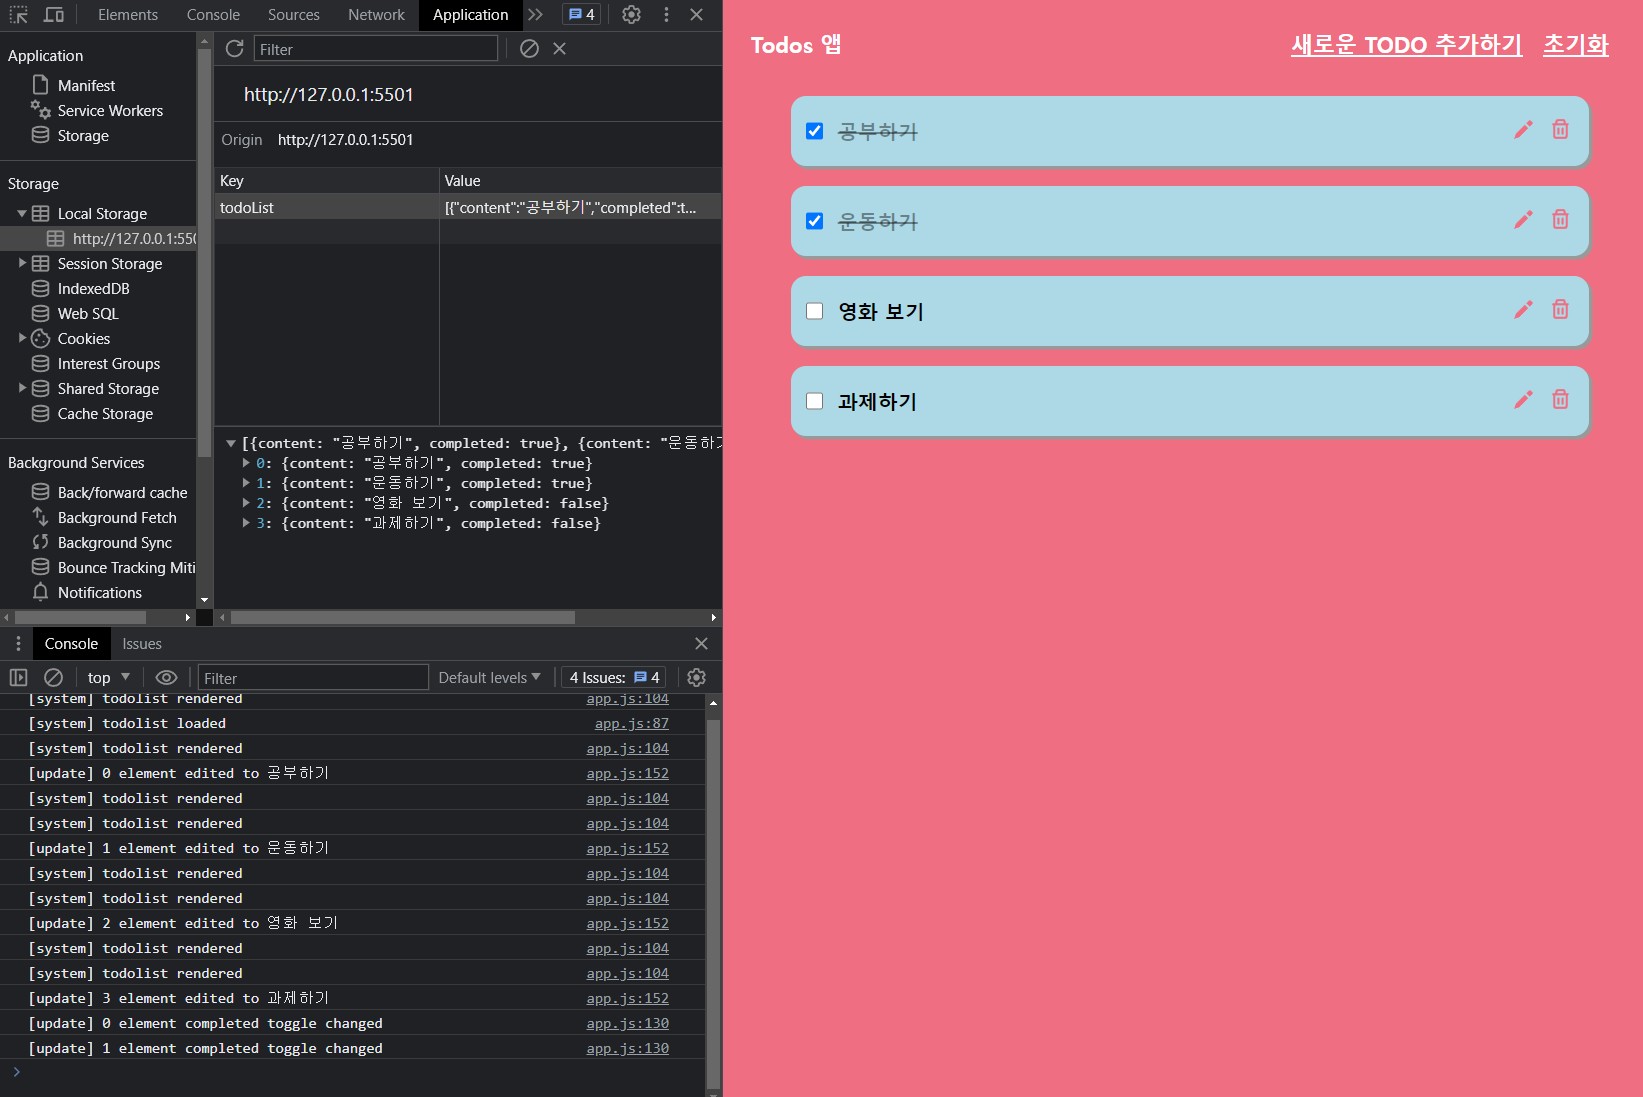 Elements Console Sources Network Application 4
Application
Manifest
Service Workers
Storage
Storage
Local Storage
http://127.0.0.1:550
Session Storage
IndexedDB
Web SQL
Cookies
Interest Groups
Shared Storage
Cache Storage
Background Services
Back/forward cache
Background Fetch
Background Sync
Bounce Tracking Miti
Notifications
Filter
http://127.0.0.1:5501
Origin http://127.0.0.1:5501
Key Value
todoList [{"content":"공부하기","completed":t...
[{content: "공부하기", completed: true}, {content: "운동하기
0: {content: "공부하기", completed: true}
1: {content: "운동하기", completed: true}
2: {content: "영화 보기", completed: false}
3: {content: "과제하기", completed: false}
Console Issues
top Filter Default levels 4 Issues: 4
[system] todolist rendered app.js:104
[system] todolist loaded app.js:87
[system] todolist rendered app.js:104
[update] 0 element edited to 공부하기 app.js:152
[system] todolist rendered app.js:104
[system] todolist rendered app.js:104
[update] 1 element edited to 운동하기 app.js:152
[system] todolist rendered app.js:104
[system] todolist rendered app.js:104
[update] 2 element edited to 영화 보기 app.js:152
[system] todolist rendered app.js:104
[system] todolist rendered app.js:104
[update] 3 element edited to 과제하기 app.js:152
[update] 0 element completed toggle changed app.js:130
[update] 1 element completed toggle changed app.js:130
Todos 앱 새로운 TODO 추가하기 초기화
공부하기
운동하기
영화 보기
과제하기